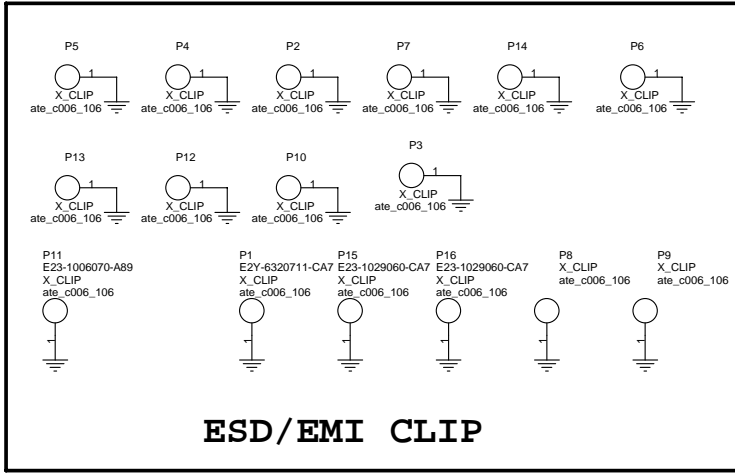 P5 P4 P2 P7 P14 P6
1 1 1 1 1 1
X_CLIP X_CLIP X_CLIP X_CLIP X_CLIP X_CLIP
ate_c006_106 ate_c006_106 ate_c006_106 ate_c006_106 ate_c006_106 ate_c006_106
P13 P12 P10 P3
1 1 1 1
X_CLIP X_CLIP X_CLIP X_CLIP
ate_c006_106 ate_c006_106 ate_c006_106 ate_c006_106
P11 P1 P15 P16 P8 P9
E23-1006070-A89 E2Y-6320711-CA7 E23-1029060-CA7 E23-1029060-CA7 X_CLIP X_CLIP
X_CLIP X_CLIP X_CLIP X_CLIP ate_c006_106 ate_c006_106
ate_c006_106 ate_c006_106 ate_c006_106 ate_c006_106
1 1 1 1 1 1
ESD/EMI CLIP